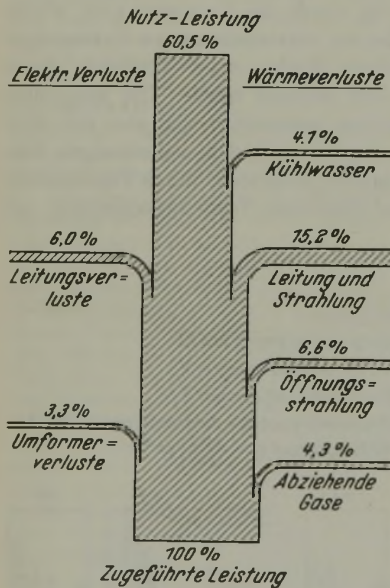 Nutz-Leistung
60,5 %
Elektr. Verluste
Wärmeverluste
4.1 %
Kühlwasser
6,0 %
Leitungsver=
luste
15,2 %
Leitung und
Strahlung
6,6 %
Öffnungs=
strahlung
3,3 %
Umformer=
verluste
4,3 %
Abziehende
Gase
100 %
Zugeführte Leistung